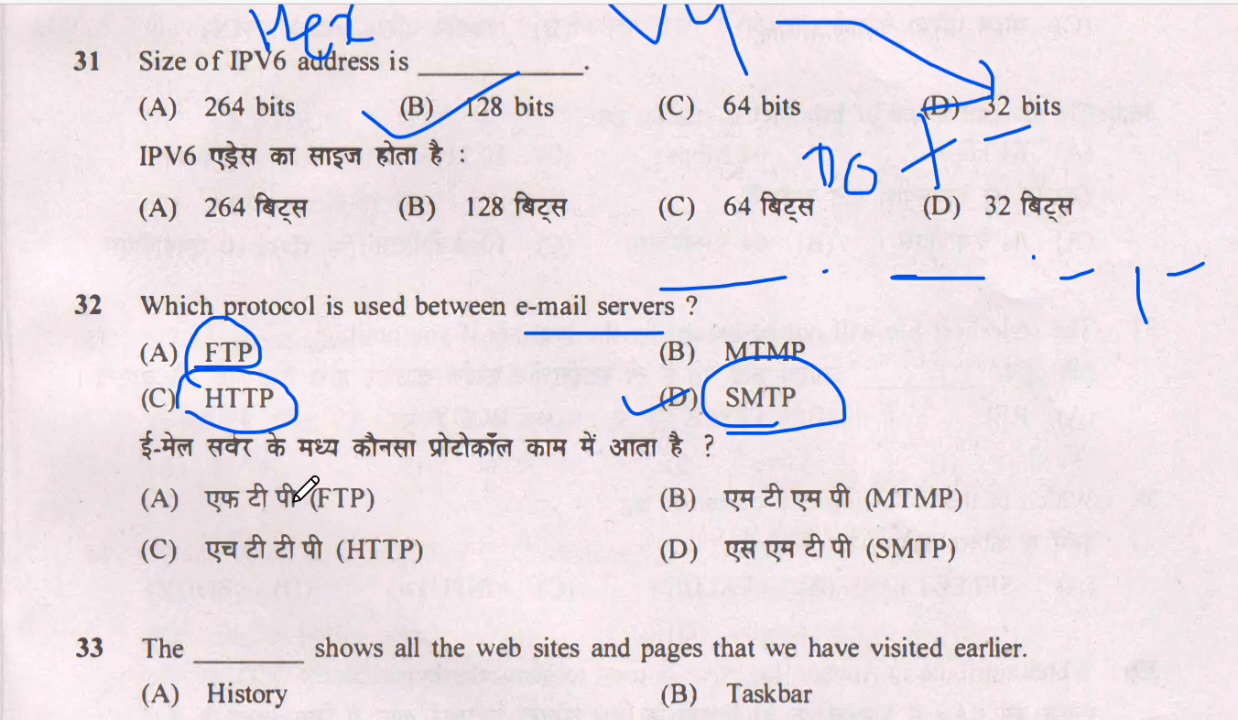 31 Size of IPV6 address is ____________.
(A) 264 bits (B) 128 bits (C) 64 bits (D) 32 bits
IPV6 एड्रेस का साइज होता है :
(A) 264 बिट्स (B) 128 बिट्स (C) 64 बिट्स (D) 32 बिट्स
32 Which protocol is used between e-mail servers ?
(A) FTP (B) MTMP
(C) HTTP (D) SMTP
ई-मेल सर्वर के मध्य कौनसा प्रोटोकॉल काम में आता है ?
(A) एफ टी पी (FTP) (B) एम टी एम पी (MTMP)
(C) एच टी टी पी (HTTP) (D) एस एम टी पी (SMTP)
33 The ________ shows all the web sites and pages that we have visited earlier.
(A) History (B) Taskbar